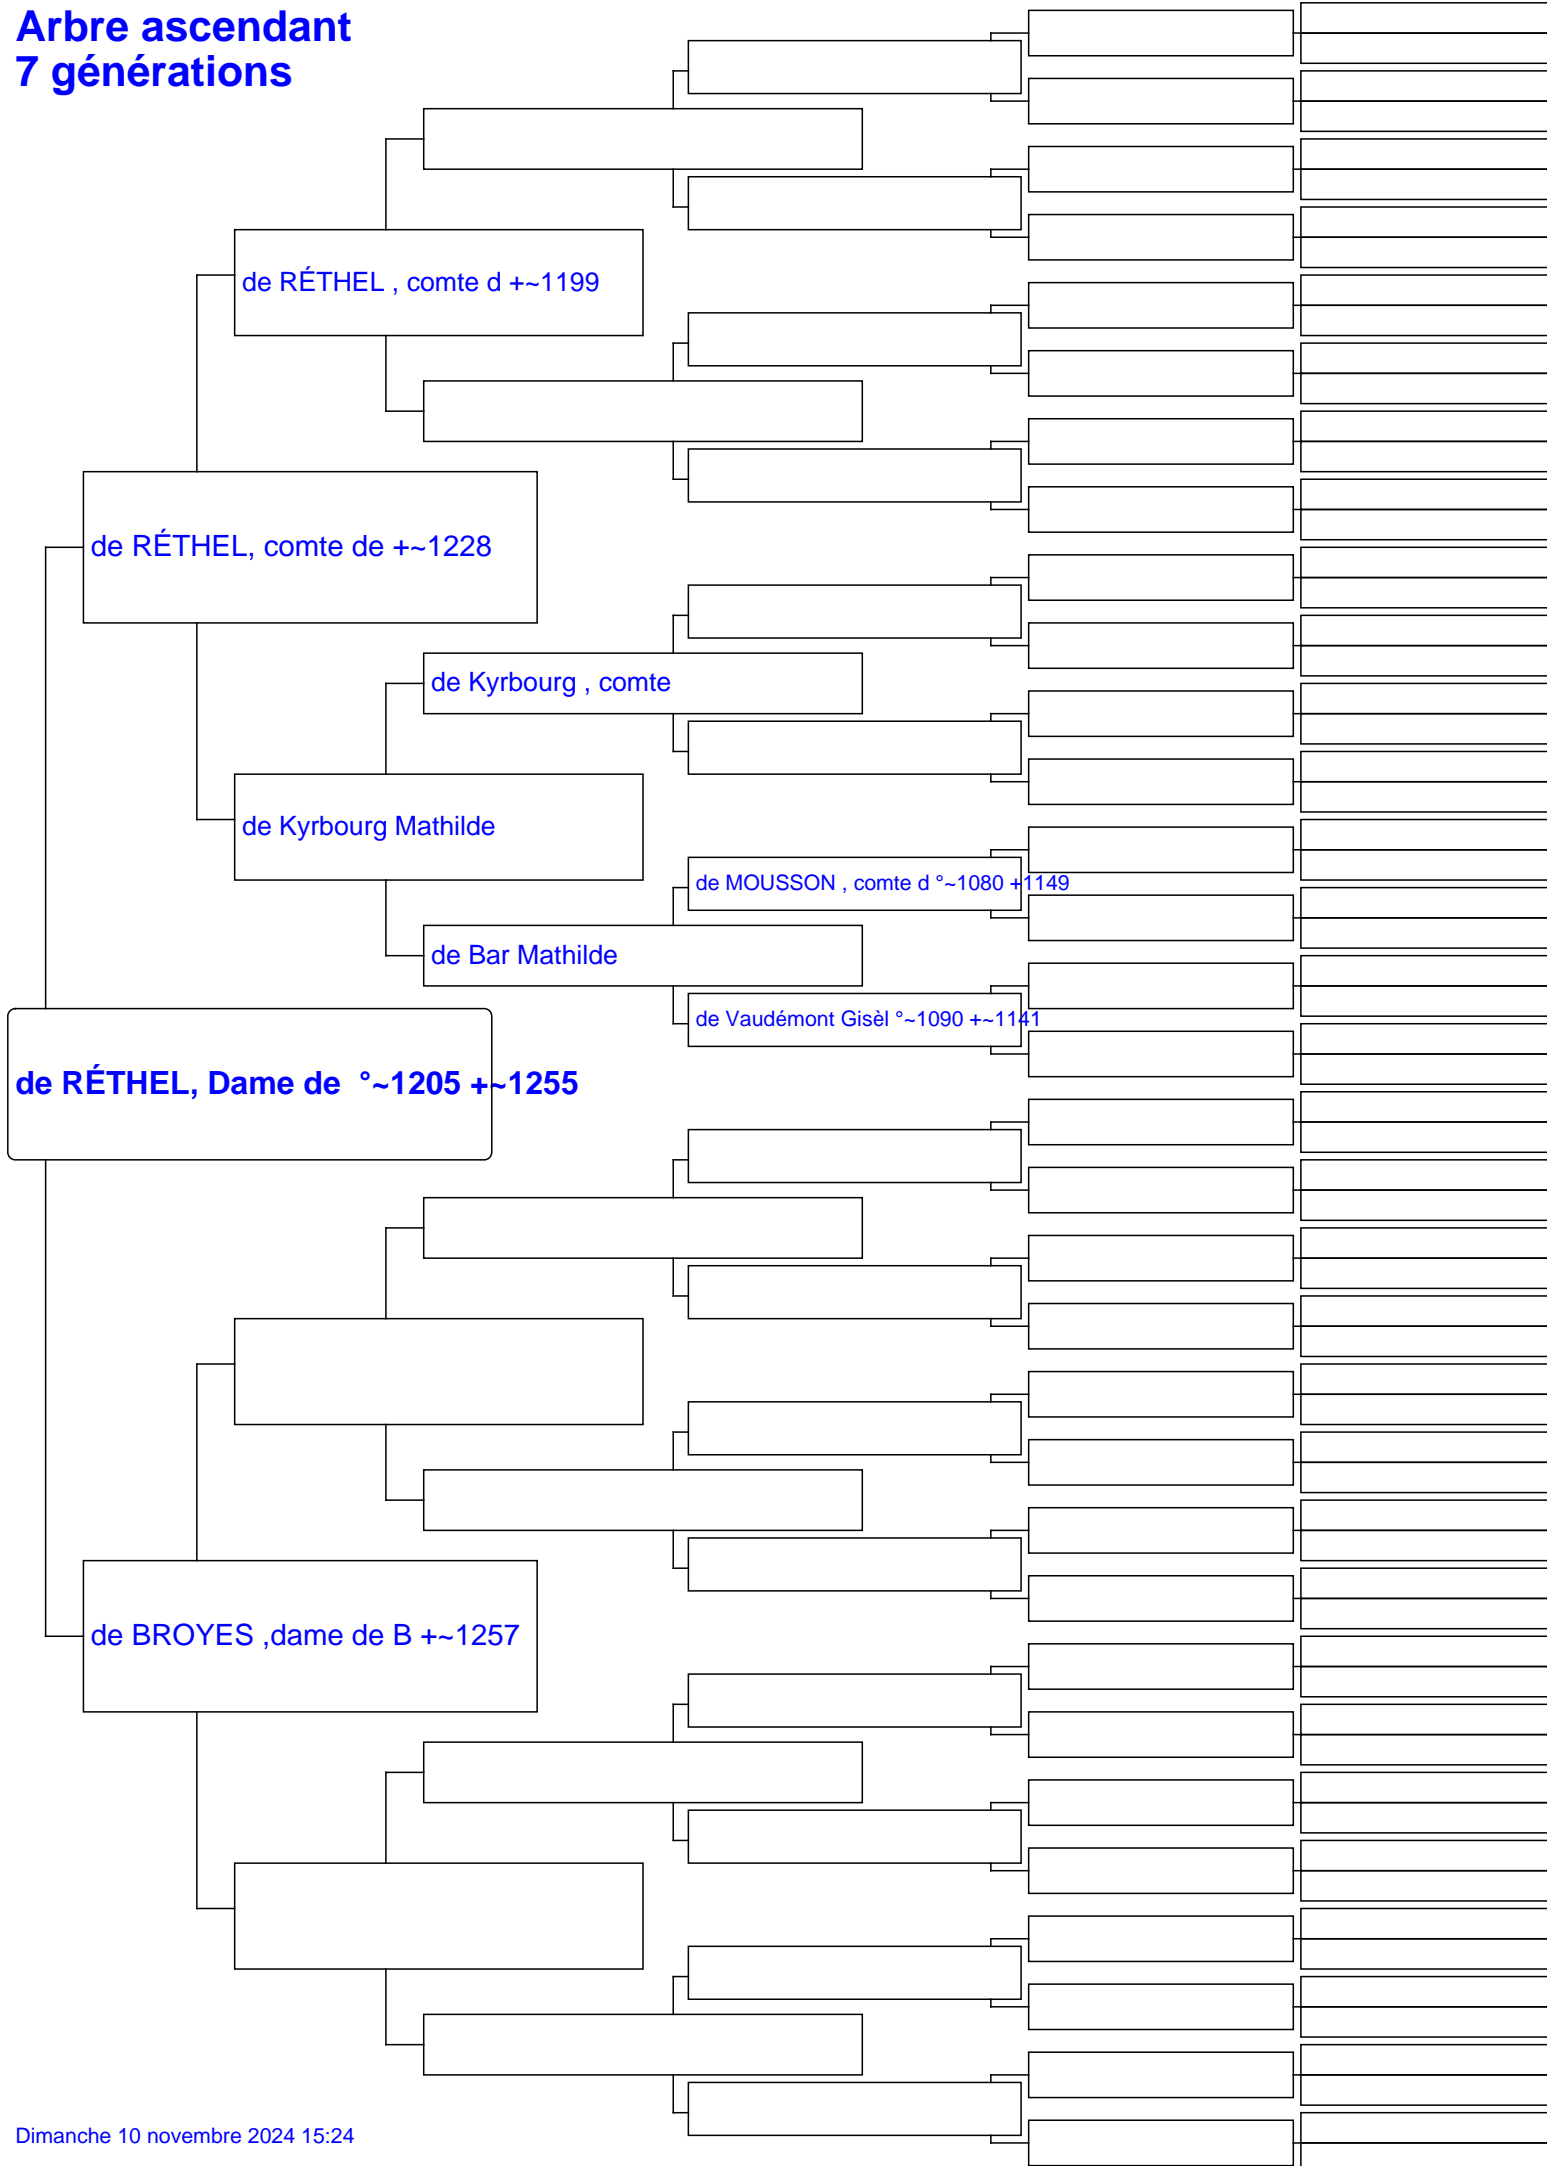 Arbre ascendant
7 générations
de RÉTHEL , comte d +~1199
de RÉTHEL, comte de +~1228
de Kyrbourg , comte
de Kyrbourg Mathilde
de MOUSSON , comte d °~1080 +1149
de Bar Mathilde
de Vaudémont Gisèl °~1090 +~1141
de RÉTHEL, Dame de  °~1205 +~1255
de BROYES ,dame de B +~1257
Dimanche 10 novembre 2024 15:24